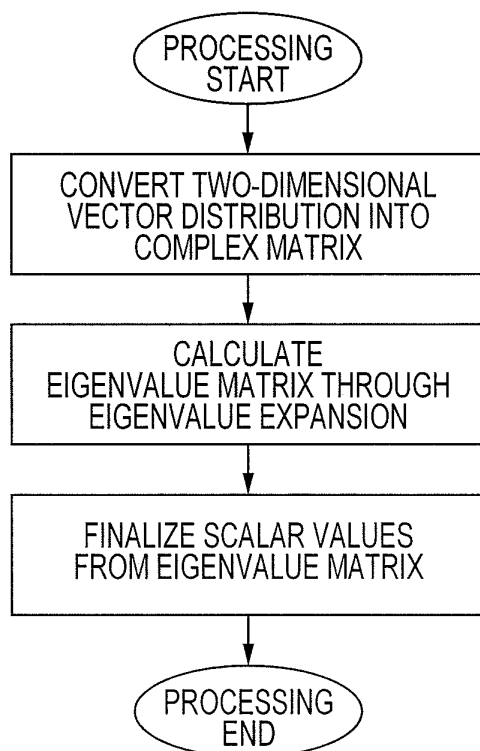 PROCESSING
START
CONVERT TWO-DIMENSIONAL
VECTOR DISTRIBUTION INTO
COMPLEX MATRIX
CALCULATE
EIGENVALUE MATRIX THROUGH
EIGENVALUE EXPANSION
FINALIZE SCALAR VALUES
FROM EIGENVALUE MATRIX
PROCESSING
END